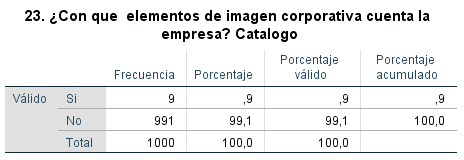 23. ¿Con que elementos de imagen corporativa cuenta la
empresa? Catalogo
Frecuencia Porcentaje Porcentaje válido Porcentaje acumulado
Válido Si 9 ,9 ,9 ,9
No 991 99,1 99,1 100,0
Total 1000 100,0 100,0